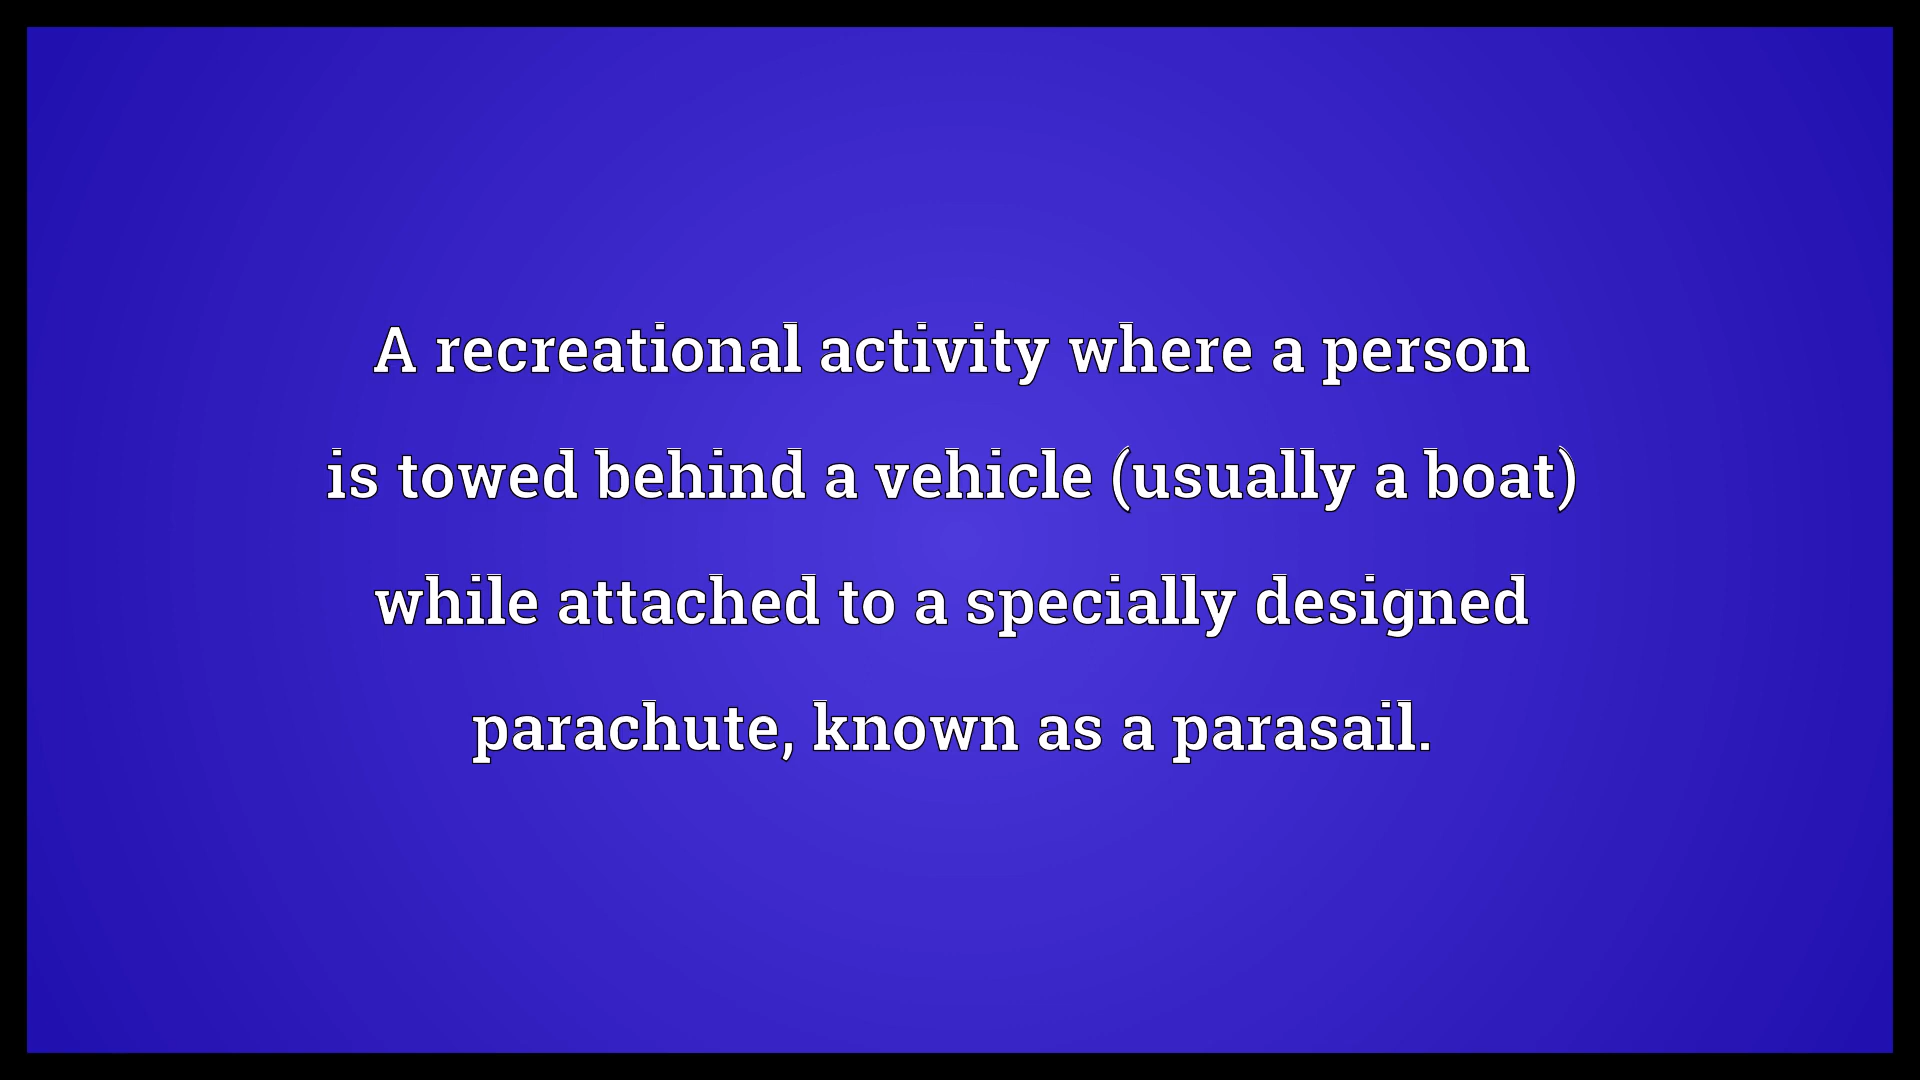 A recreational activity where a person
is towed behind a vehicle (usually a boat)
while attached to a specially designed
parachute, known as a parasail.